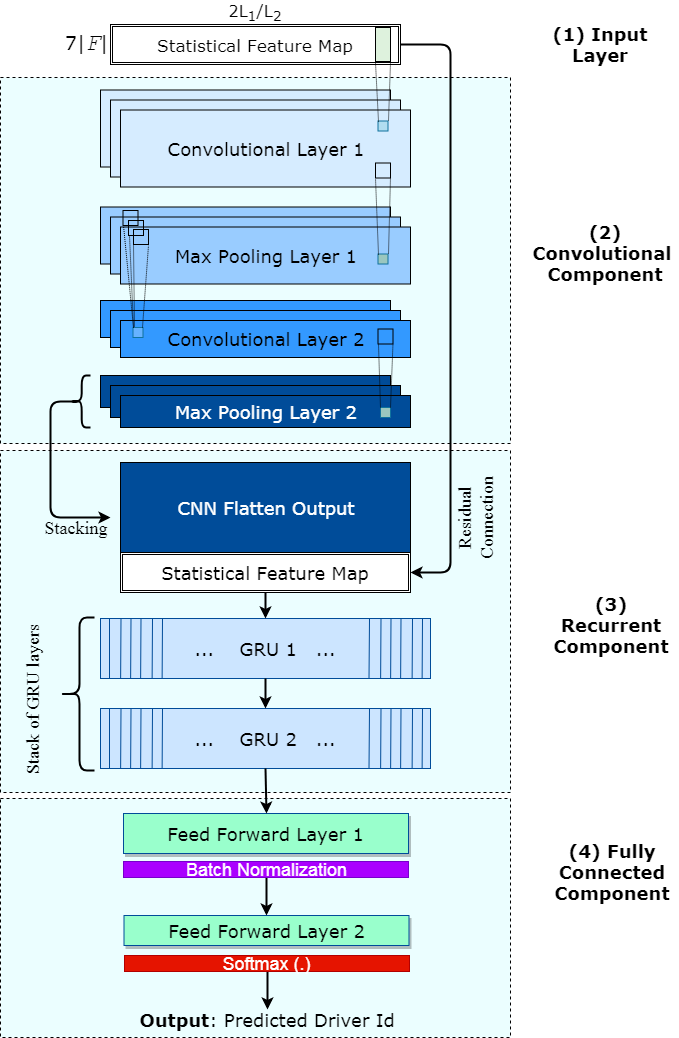 2L₁/L₂
7|F|
Statistical Feature Map
(1) Input
Layer
Convolutional Layer 1
Max Pooling Layer 1
(2)
Convolutional
Component
Convolutional Layer 2
Max Pooling Layer 2
CNN Flatten Output
Stacking
Residual
Connection
Statistical Feature Map
(3)
Recurrent
Component
Stack of GRU layers
... GRU 1 ...
... GRU 2 ...
Feed Forward Layer 1
Batch Normalization
(4) Fully
Connected
Component
Feed Forward Layer 2
Softmax (.)
Output: Predicted Driver Id